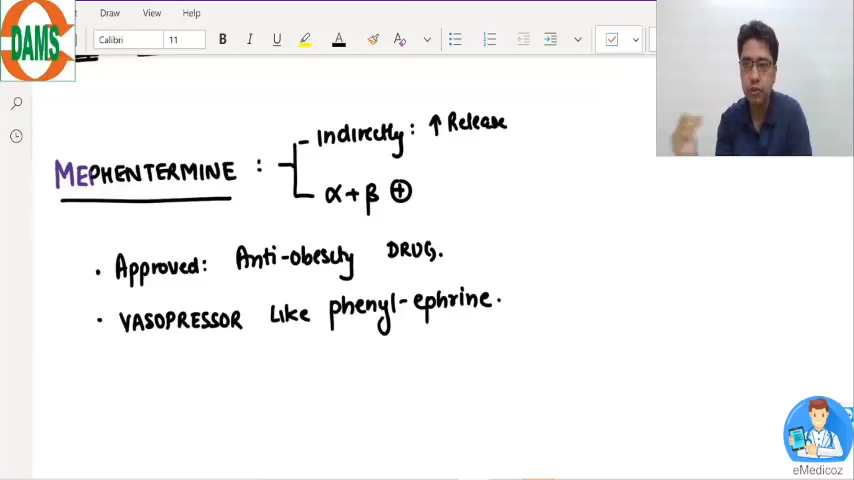 DAMS
Draw View Help
Calibri 11 B I U A
MEPHENTERMINE :
- Indirectly : ↑ Release
α + β ⊕
· Approved : Anti-obesity DRUG.
· VASOPRESSOR Like phenyl-ephrine.
eMedicoz